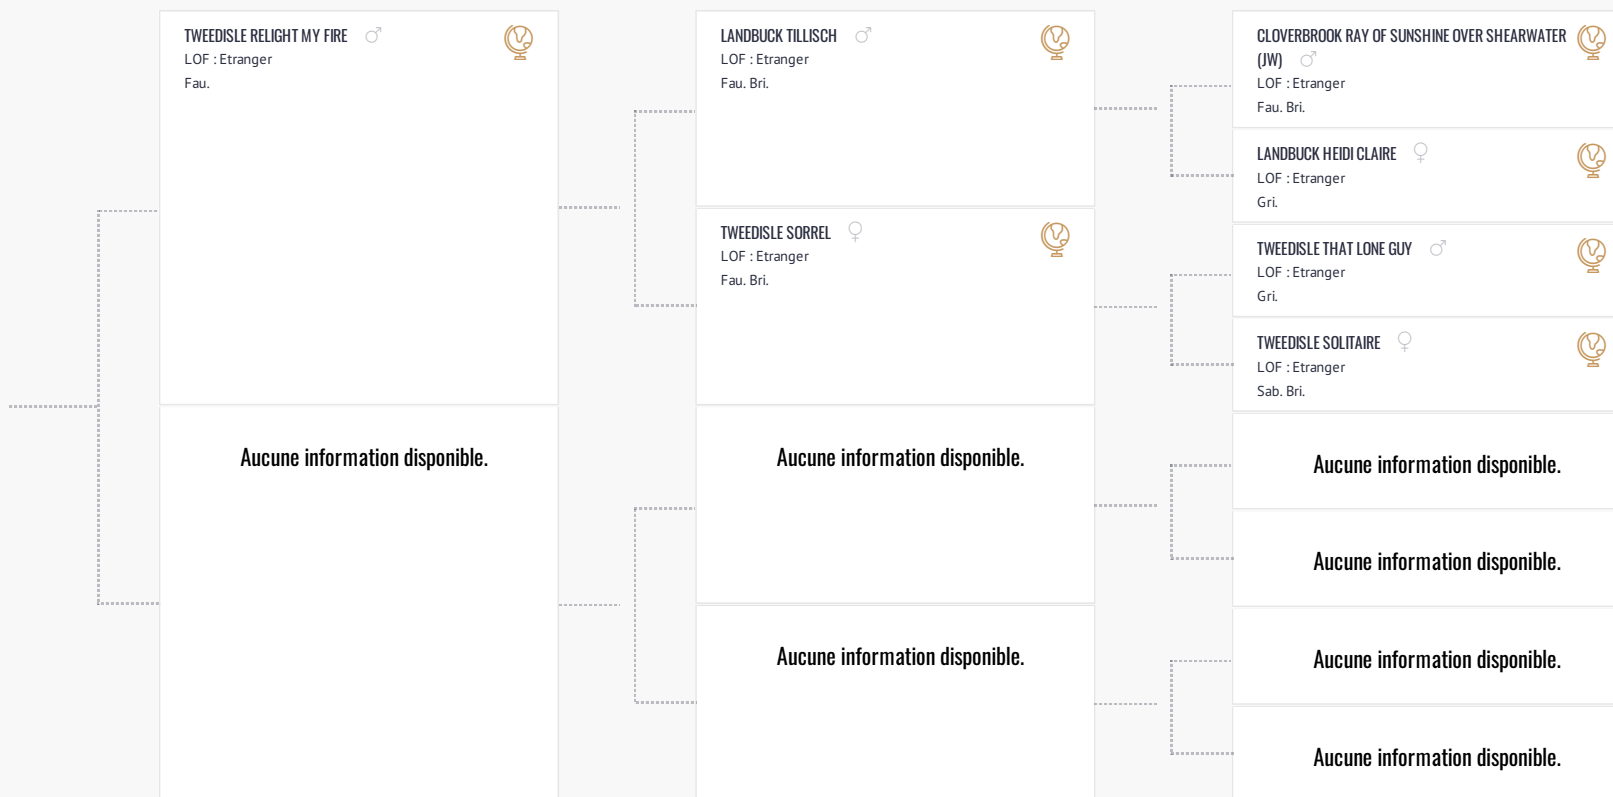 TWEEDISLE RELIGHT MY FIRE
LOF : Etranger
Fau.
Aucune information disponible.
LANDBUCK TILLISCH
LOF : Etranger
Fau. Bri.
TWEEDISLE SORREL
LOF : Etranger
Fau. Bri.
Aucune information disponible.
Aucune information disponible.
CLOVERBROOK RAY OF SUNSHINE OVER SHEARWATER
(JW)
LOF : Etranger
Fau. Bri.
LANDBUCK HEIDI CLAIRE
LOF : Etranger
Gri.
TWEEDISLE THAT LONE GUY
LOF : Etranger
Gri.
TWEEDISLE SOLITAIRE
LOF : Etranger
Sab. Bri.
Aucune information disponible.
Aucune information disponible.
Aucune information disponible.
Aucune information disponible.